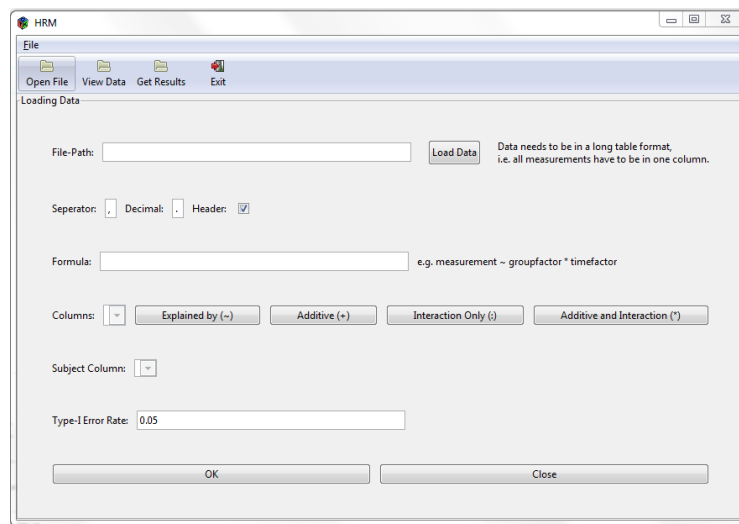 HRM
File
Open File View Data Get Results Exit
Loading Data
File-Path: Load Data Data needs to be in a long table format,
i.e. all measurements have to be in one column.
Seperator: , Decimal: . Header:
Formula: e.g. measurement ~ groupfactor * timefactor
Columns: Explained by (~) Additive (+) Interaction Only (:) Additive and Interaction (*)
Subject Column:
Type-I Error Rate: 0.05
OK Close